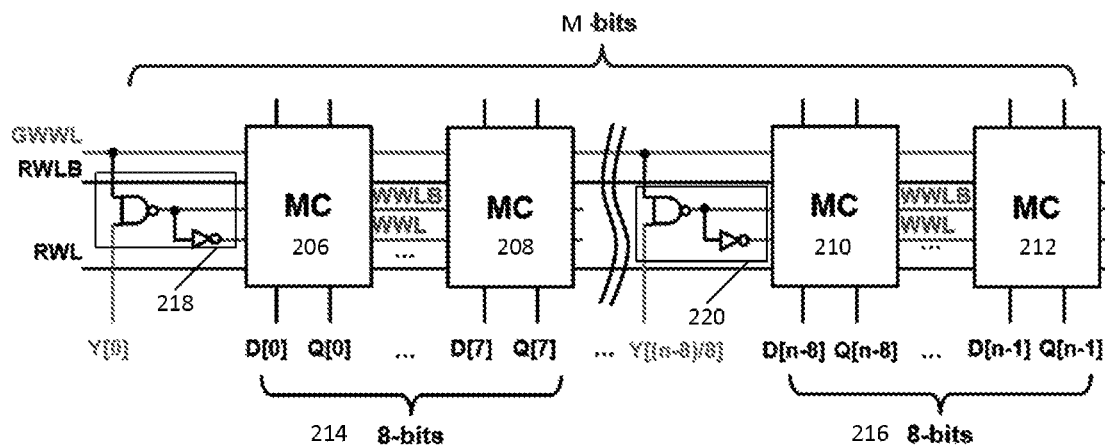 M -bits
GWWL
RWLB
RWL
MC
206
WWLB
WWL
...
MC
208
MC
210
WWLB
WWL
...
MC
212
218
220
Y[0]
D[0] Q[0] ... D[7] Q[7] ... Y[(n-8)/8] D[n-8] Q[n-8] ... D[n-1] Q[n-1]
214 8-bits
216 8-bits